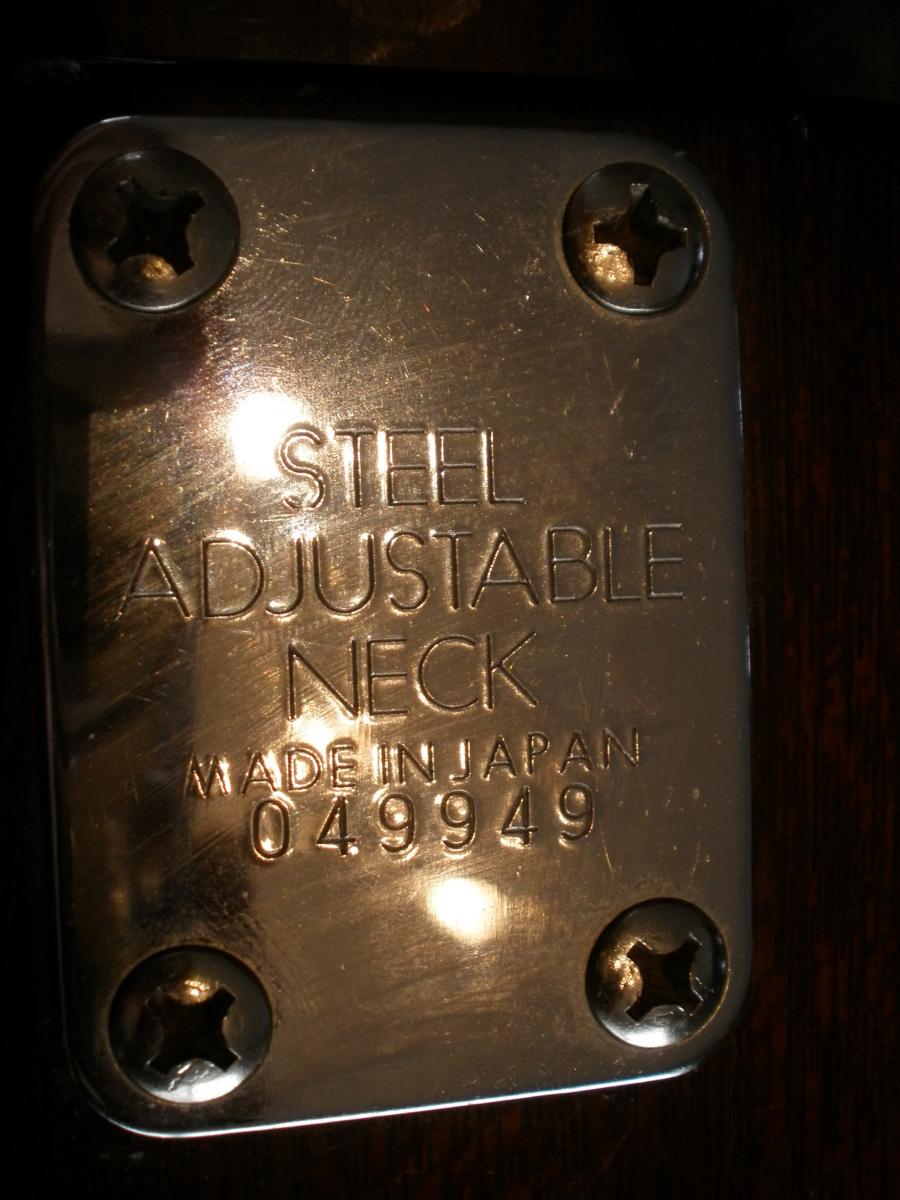 STEEL
ADJUSTABLE
NECK
MADE IN JAPAN
049949